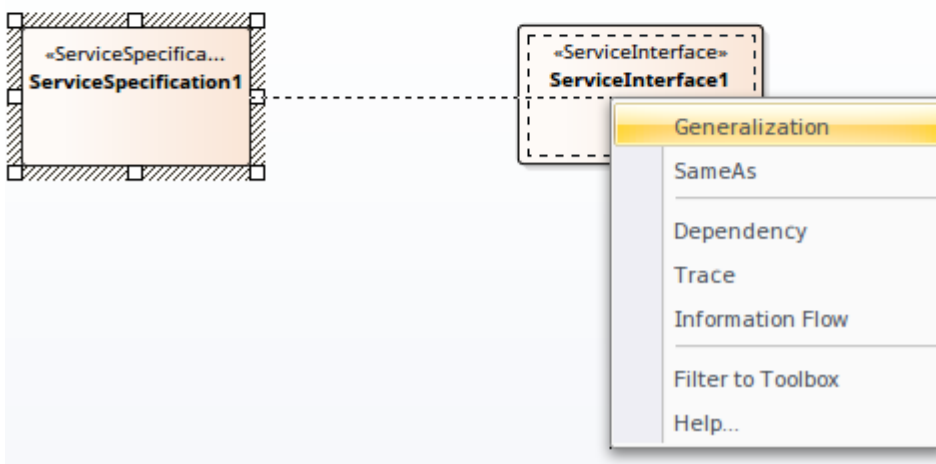 «ServiceSpecifica...
ServiceSpecification1
«ServiceInterface»
ServiceInterface1
Generalization
SameAs
Dependency
Trace
Information Flow
Filter to Toolbox
Help...